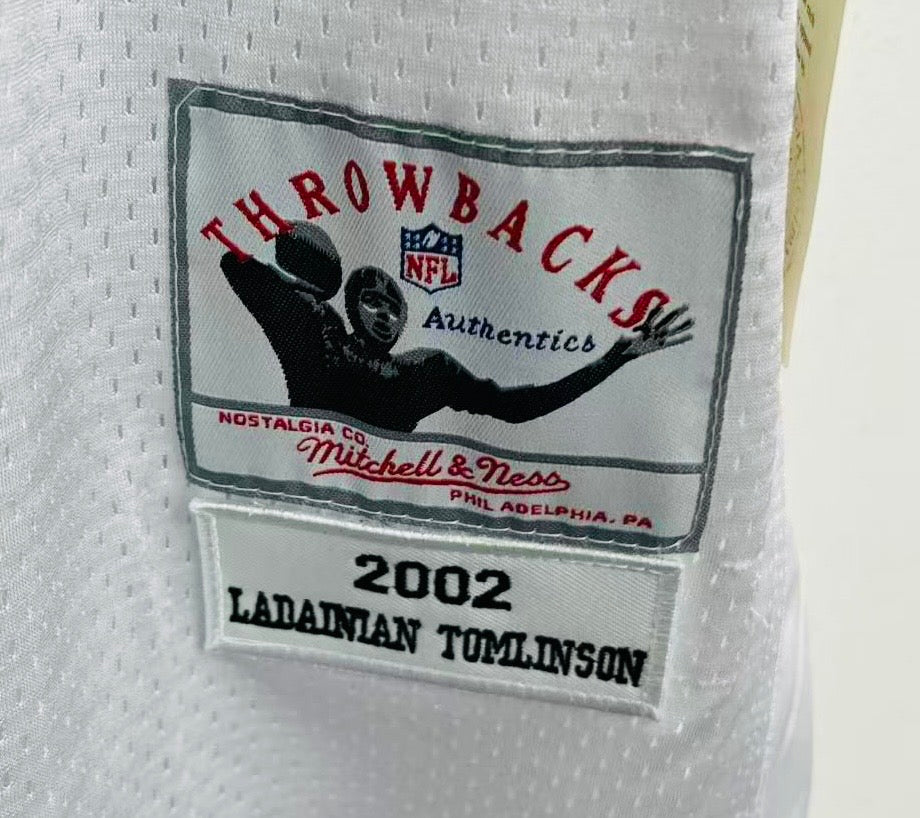 THROWBACKS
NFL
Authentics
NOSTALGIA CO.
Mitchell & Ness
PHILADELPHIA, PA
2002
LADAINIAN TOMLINSON